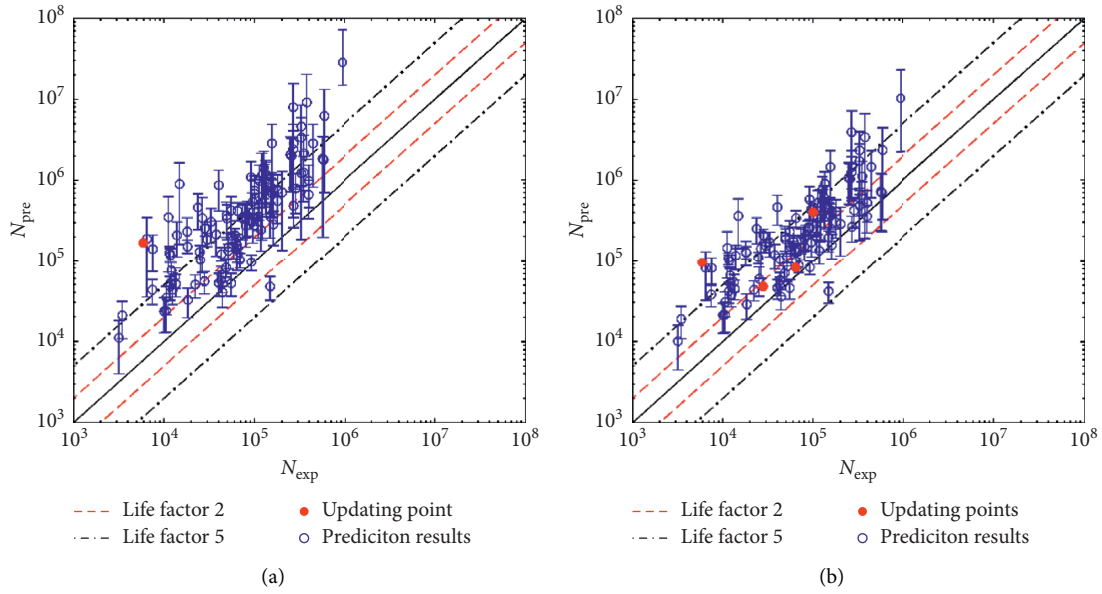 10^8
10^7
10^6
10^5
10^4
10^3
N_pre
10^3 10^4 10^5 10^6 10^7 10^8
N_exp
Life factor 2
Life factor 5
Updating point
Prediciton results
(a)
10^8
10^7
10^6
10^5
10^4
10^3
N_pre
10^3 10^4 10^5 10^6 10^7 10^8
N_exp
Life factor 2
Life factor 5
Updating points
Prediciton results
(b)